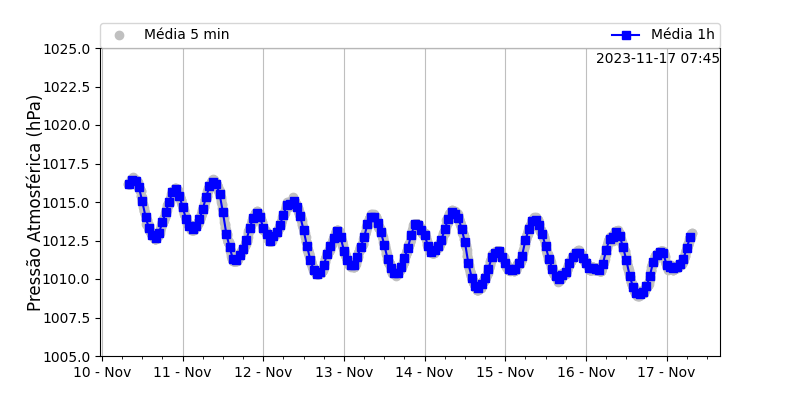 Média 5 min
Média 1h
2023-11-17 07:45
Pressão Atmosférica (hPa)
1025.0
1022.5
1020.0
1017.5
1015.0
1012.5
1010.0
1007.5
1005.0
10 - Nov
11 - Nov
12 - Nov
13 - Nov
14 - Nov
15 - Nov
16 - Nov
17 - Nov